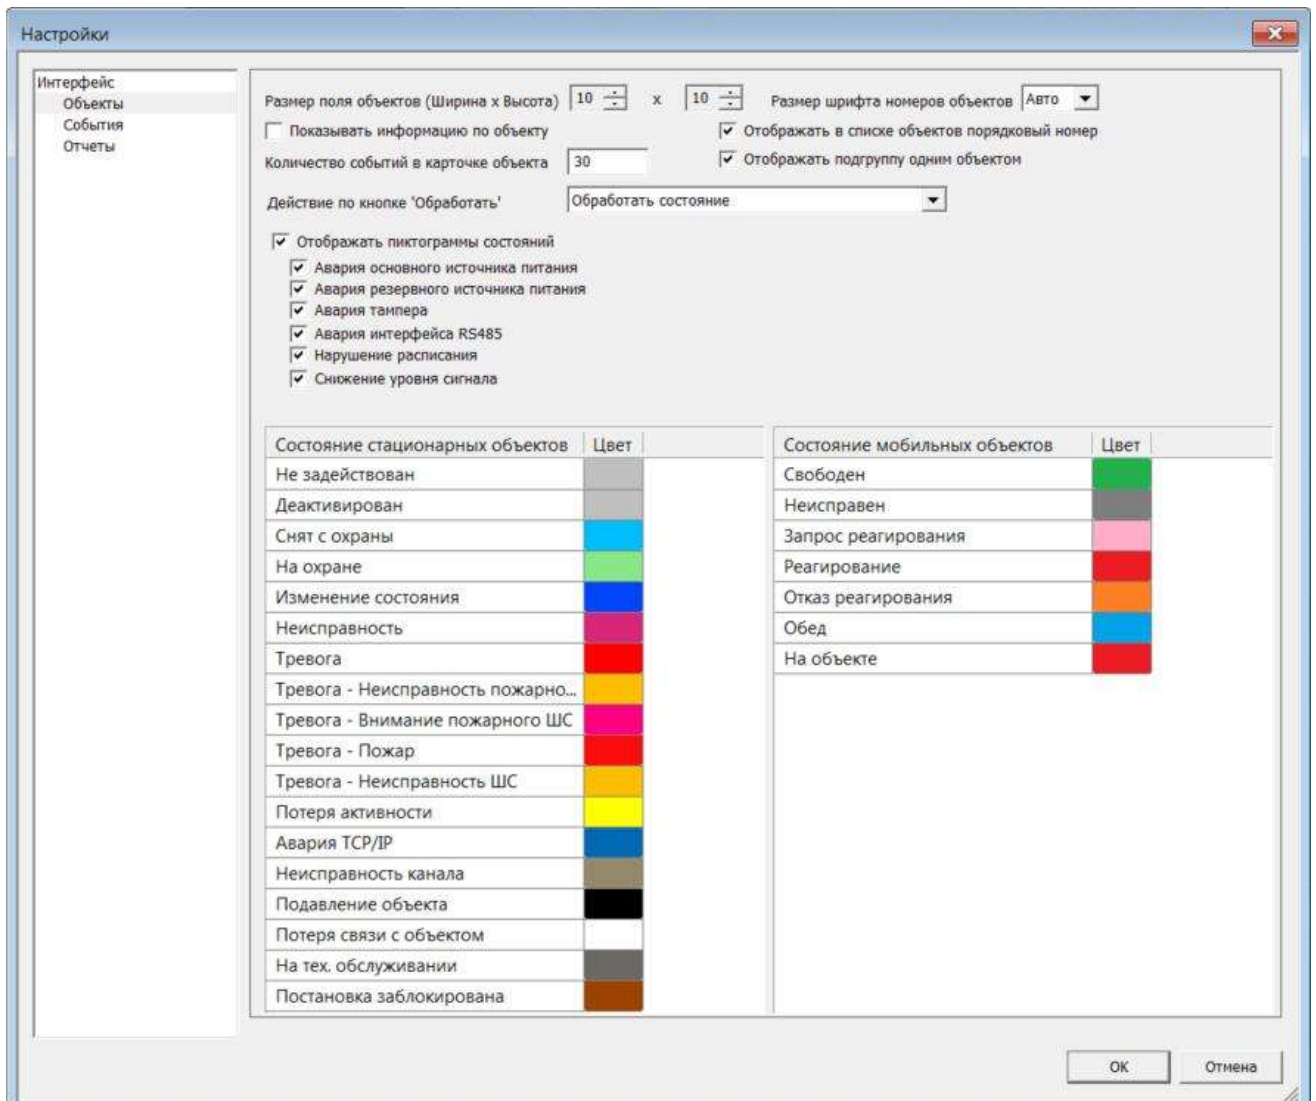 Настройки
Интерфейс
Объекты
События
Отчеты
Размер поля объектов (Ширина x Высота) 10 x 10 Размер шрифта номеров объектов Авто
Показывать информацию по объекту Отображать в списке объектов порядковый номер
Количество событий в карточке объекта 30 Отображать подгруппу одним объектом
Действие по кнопке 'Обработать' Обработать состояние
Отображать пиктограммы состояний
Авария основного источника питания
Авария резервного источника питания
Авария тампера
Авария интерфейса RS485
Нарушение расписания
Снижение уровня сигнала
Состояние стационарных объектов Цвет
Не задействован
Деактивирован
Снят с охраны
На охране
Изменение состояния
Неисправность
Тревога
Тревога - Неисправность пожарно...
Тревога - Внимание пожарного ШС
Тревога - Пожар
Тревога - Неисправность ШС
Потеря активности
Авария TCP/IP
Неисправность канала
Подавление объекта
Потеря связи с объектом
На тех. обслуживании
Постановка заблокирована
Состояние мобильных объектов Цвет
Свободен
Неисправен
Запрос реагирования
Реагирование
Отказ реагирования
Обед
На объекте
ОК Отмена